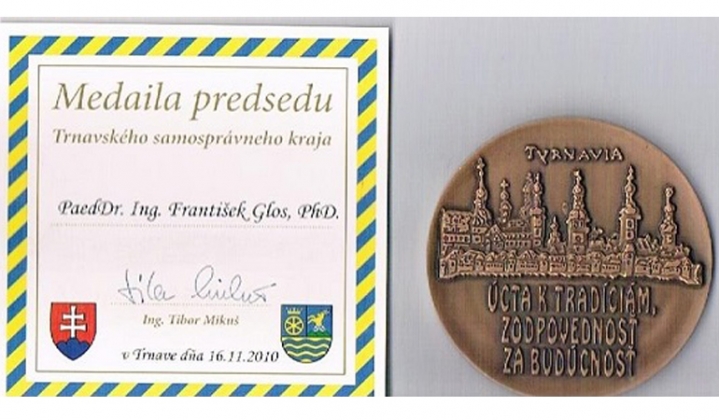 Medaila predsedu
Trnavského samosprávneho kraja
PaedDr. Ing. František Glos, PhD.
Ing. Tibor Mikuš
v Trnave dňa 16.11.2010
TYRNAVIA
ÚCTA K TRADÍCIÁM,
ZODPOVEDNOSŤ
ZA BUDÚCNOSŤ